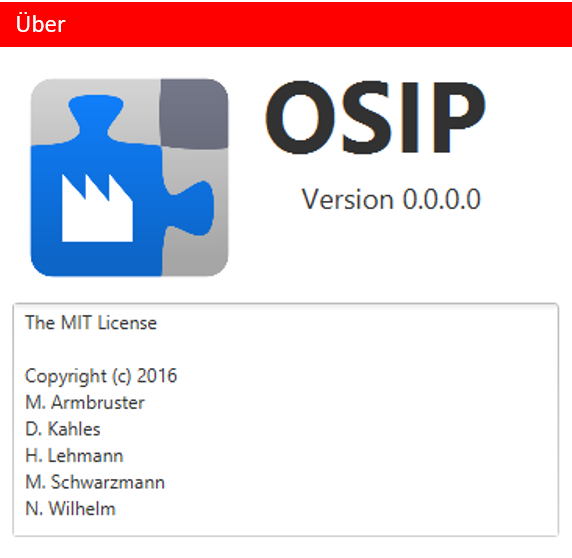 Über
OSIP
Version 0.0.0.0
The MIT License
Copyright (c) 2016
M. Armbruster
D. Kahles
H. Lehmann
M. Schwarzmann
N. Wilhelm